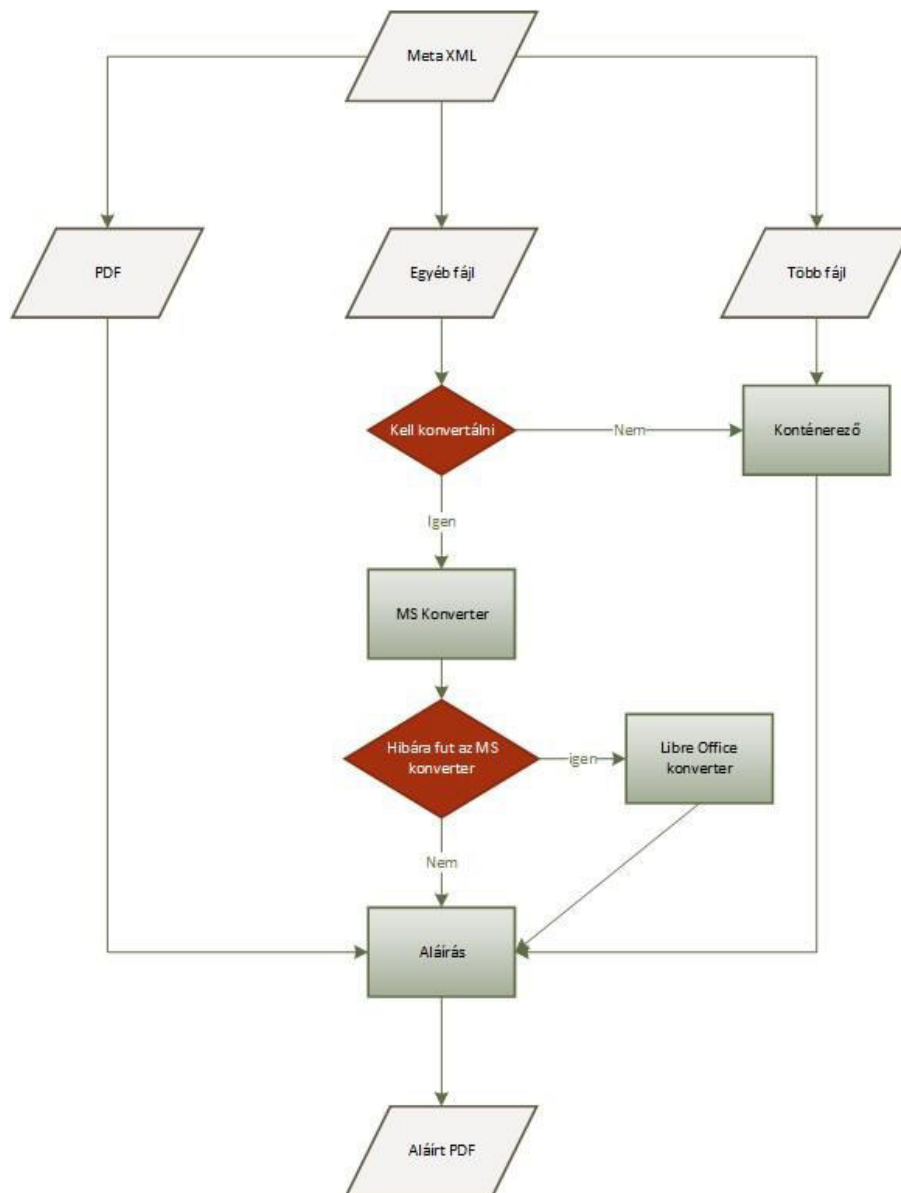 Meta XML
PDF
Egyéb fájl
Több fájl
Kell konvertálni
Nem
Konténerező
Igen
MS Konverter
Hibára fut az MS
konverter
igen
Libre Office
konverter
Nem
Aláírás
Aláírt PDF